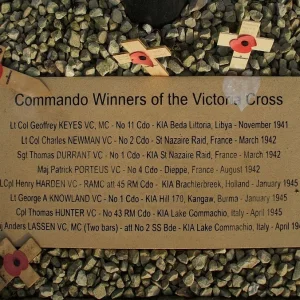 Commando Winners of the Victoria Cross
Lt Col Geoffrey KEYES VC, MC - No 11 Cdo - KIA Beda Littoria, Libya - November 1941
Lt Col Charles NEWMAN VC - No 2 Cdo - St Nazaire Raid, France - March 1942
Sgt Thomas DURRANT VC - No 1 Cdo - KIA St Nazaire Raid, France - March 1942
Maj Patrick PORTEUS VC - No 4 Cdo - Dieppe, France - August 1942
LCpl Henry HARDEN VC - RAMC att 45 RM Cdo - KIA Brachterbreek, Holland - January 1945
Lt George A KNOWLAND VC - No 1 Cdo - KIA Hill 170, Kangaw, Burma - January 1945
Cpl Thomas HUNTER VC - No 43 RM Cdo - KIA Lake Commachio, Italy - April 1945
Anders LASSEN VC, MC (Two bars) - att No 2 SS Bde - KIA Lake Commachio, Italy - April